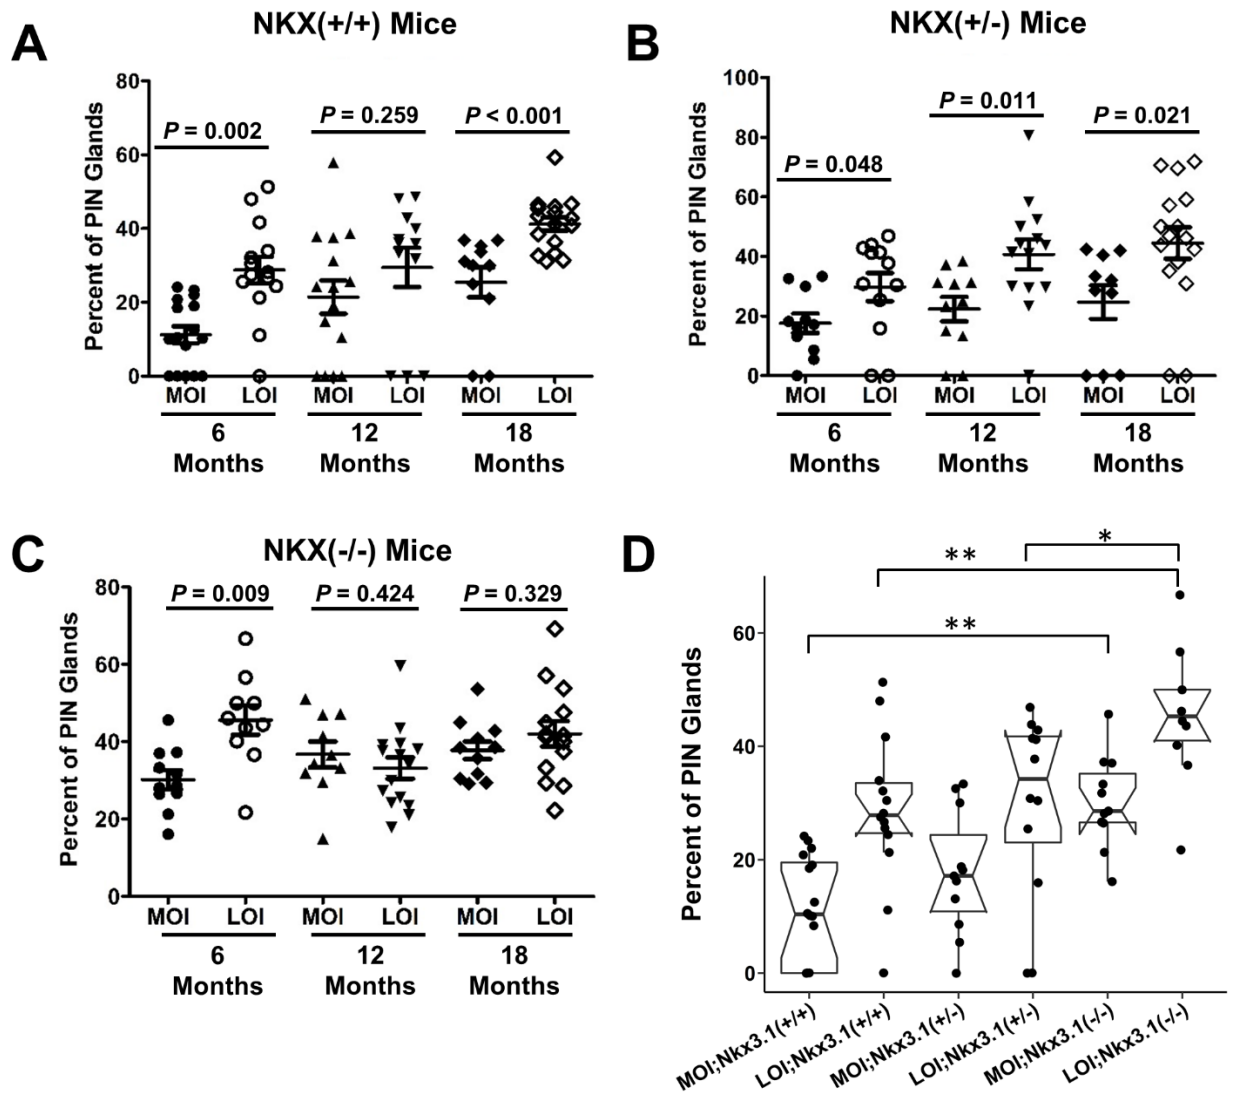 A
NKX(+/+) Mice
Percent of PIN Glands
80
60
40
20
0
P = 0.002
P = 0.259
P < 0.001
MOI LOI MOI LOI MOI LOI
6 12 18
Months Months Months
B
NKX(+/-) Mice
Percent of PIN Glands
100
80
60
40
20
0
P = 0.048
P = 0.011
P = 0.021
MOI LOI MOI LOI MOI LOI
6 12 18
Months Months Months
C
NKX(-/-) Mice
Percent of PIN Glands
80
60
40
20
0
P = 0.009
P = 0.424
P = 0.329
MOI LOI MOI LOI MOI LOI
6 12 18
Months Months Months
D
Percent of PIN Glands
60
40
20
0
*
**
**
MOI;Nkx3.1(+/+)
LOI;Nkx3.1(+/+)
MOI;Nkx3.1(+/-)
LOI;Nkx3.1(+/-)
MOI;Nkx3.1(-/-)
LOI;Nkx3.1(-/-)